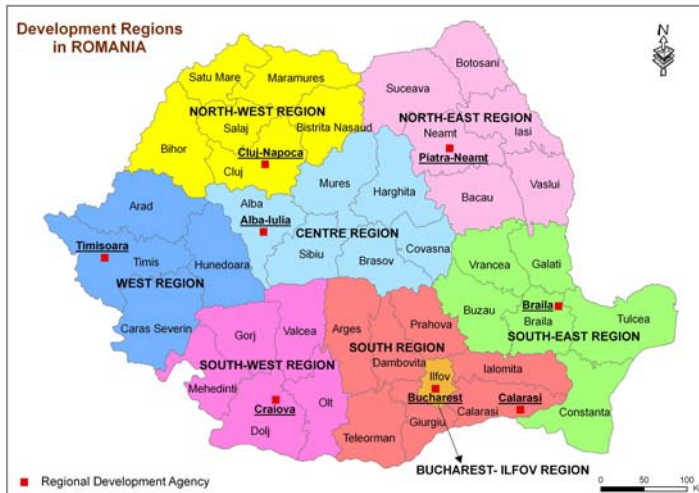 Development Regions
in ROMANIA
N
Botosani
Satu Mare
Maramures
Suceava
NORTH-WEST REGION
NORTH-EAST REGION
Salaj
Bistrita Nasaud
Neamt
Iasi
Bihor
Cluj-Napoca
Piatra-Neamt
Cluj
Mures
Harghita
Bacau
Vaslui
Arad
Alba
Alba-Iulia
CENTRE REGION
Timisoara
Timis
Hunedoara
Sibiu
Brasov
Covasna
Vrancea
Galati
WEST REGION
Buzau
Braila
Braila
Tulcea
Caras Severin
Gorj
Valcea
Arges
Prahova
SOUTH-EAST REGION
SOUTH REGION
SOUTH-WEST REGION
Dambovita
Ilfov
Ialomita
Mehedinti
Craiova
Olt
Bucharest
Calarasi
Calarasi
Constanta
Dolj
Teleorman
Giurgiu
BUCHAREST- ILFOV REGION
Regional Development Agency
0 50 100